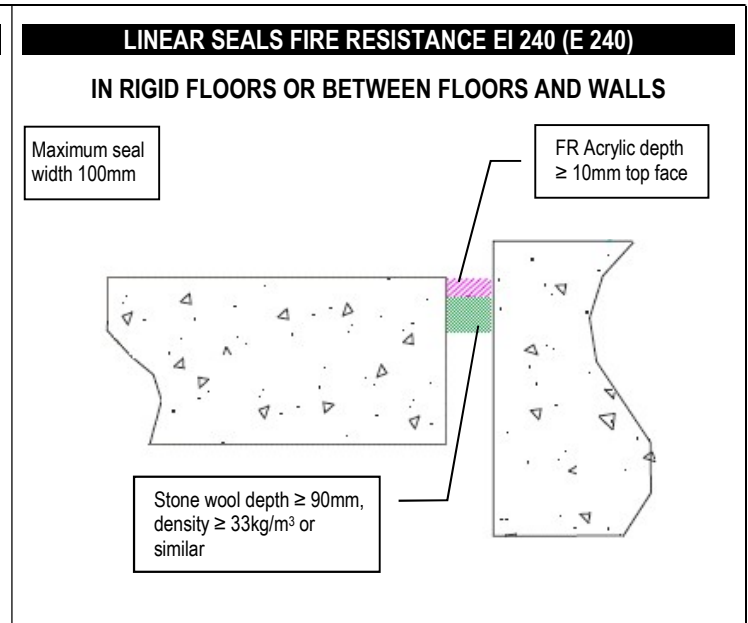 LINEAR SEALS FIRE RESISTANCE EI 240 (E 240)
IN RIGID FLOORS OR BETWEEN FLOORS AND WALLS
Maximum seal
width 100mm
FR Acrylic depth
≥ 10mm top face
Stone wool depth ≥ 90mm,
density ≥ 33kg/m³ or
similar